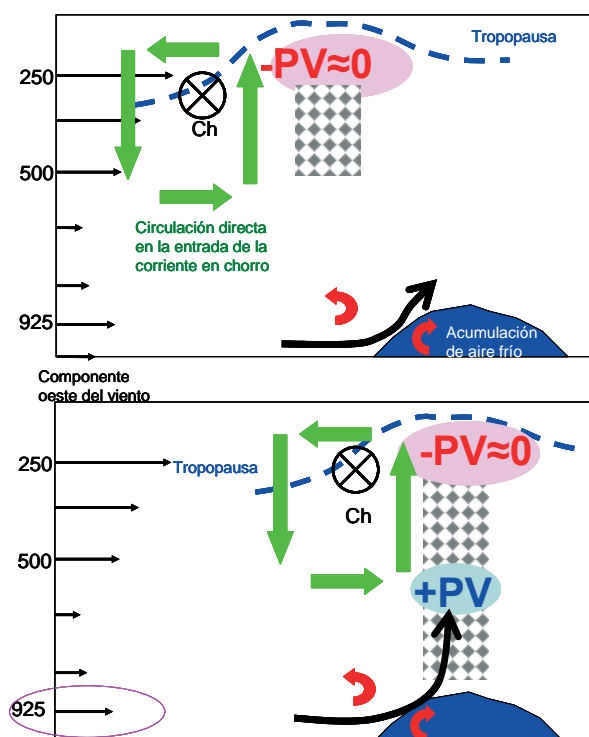 Tropopausa
-PV≈0
250
Ch
500
Circulación directa
en la entrada de la
corriente en chorro
925
Acumulación
de aire frío
Componente
oeste del viento
-PV≈0
250
Tropopausa
Ch
500
+PV
925